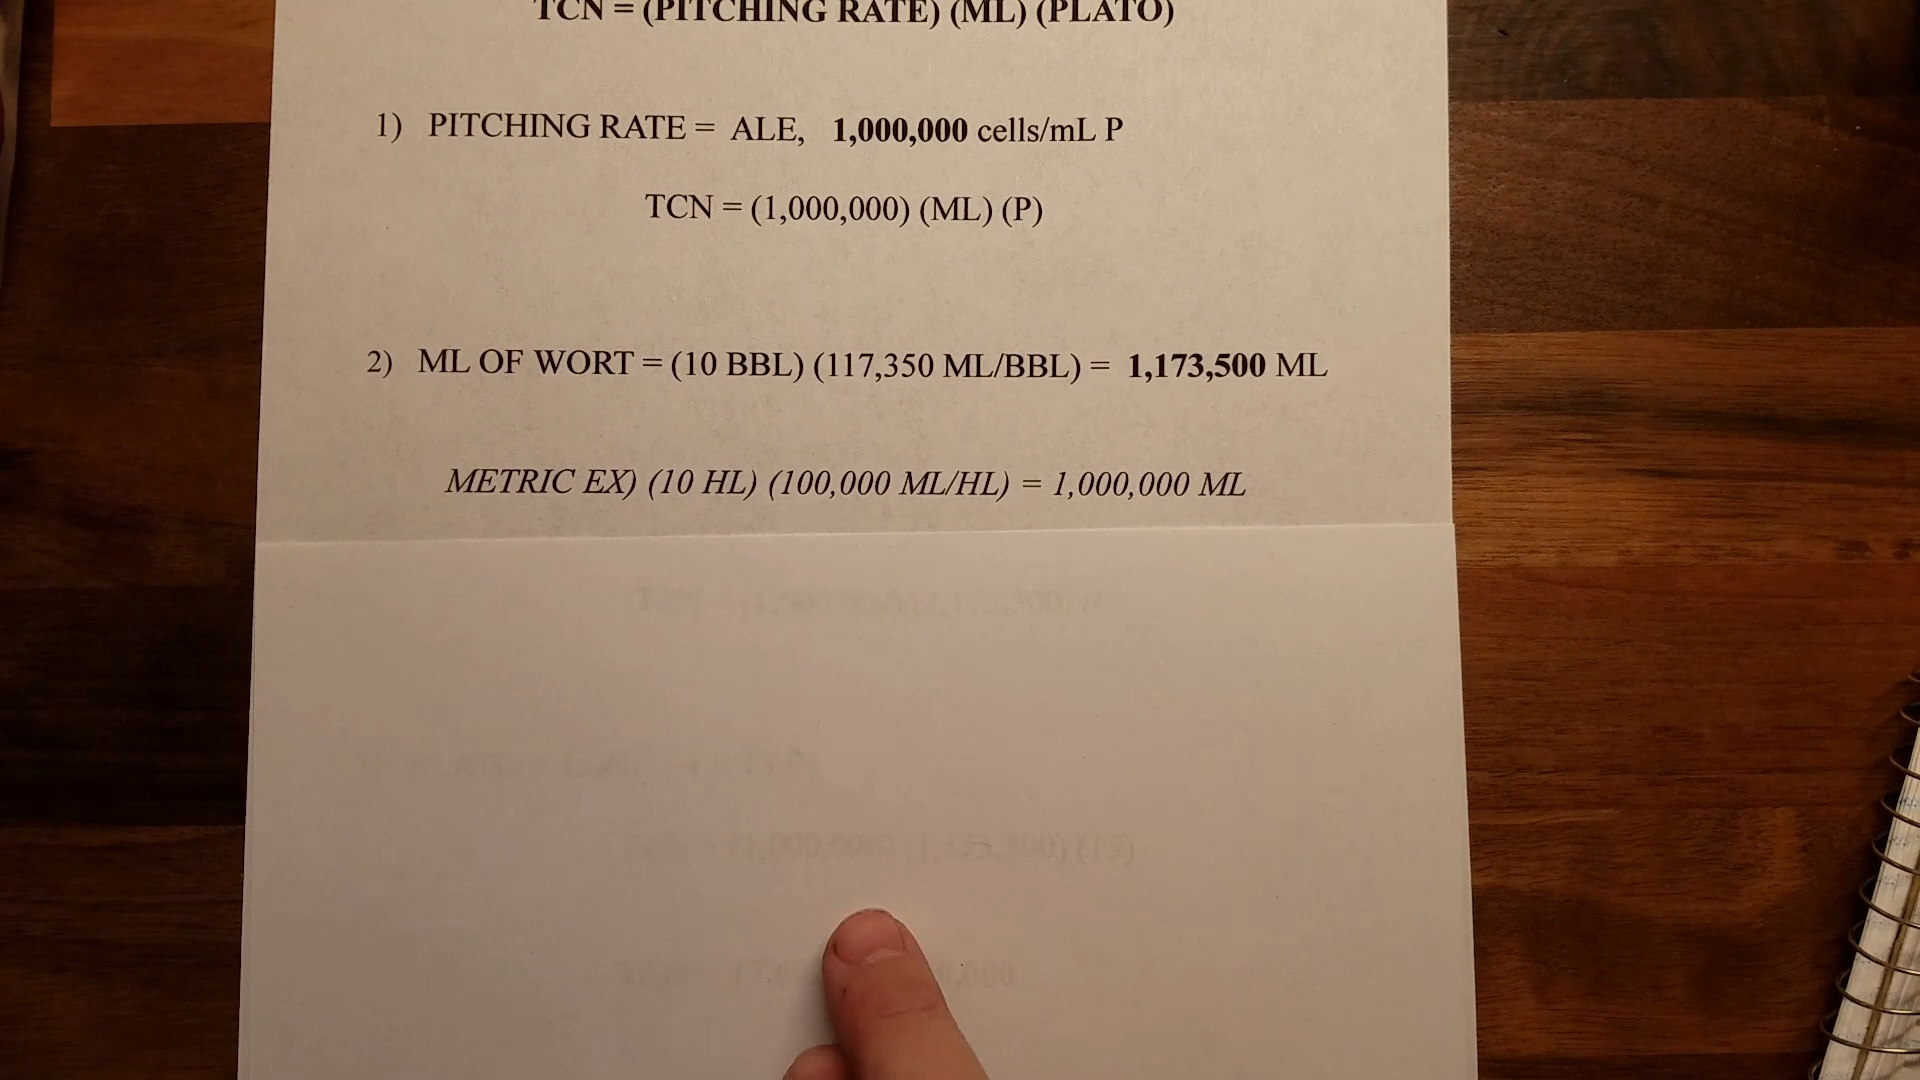 TCN = (PITCHING RATE) (ML) (PLATO)
1) PITCHING RATE = ALE, 1,000,000 cells/mL P
TCN = (1,000,000) (ML) (P)
2) ML OF WORT = (10 BBL) (117,350 ML/BBL) = 1,173,500 ML
METRIC EX) (10 HL) (100,000 ML/HL) = 1,000,000 ML